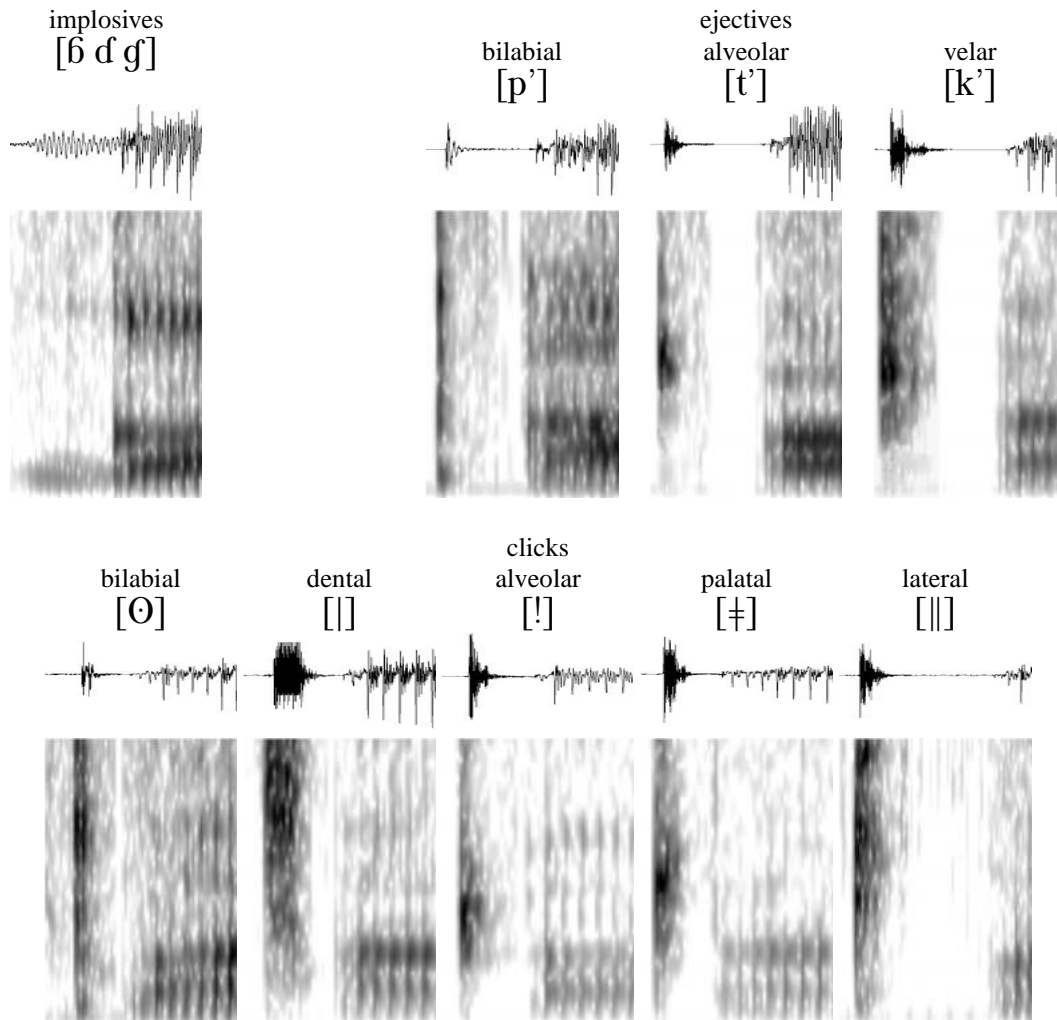 implosives
[ɓ ɗ ɠ]
ejectives
bilabial alveolar velar
[p’] [t’] [k’]
clicks
bilabial dental alveolar palatal lateral
[ʘ] [ǀ] [!] [ǂ] [ǁ]